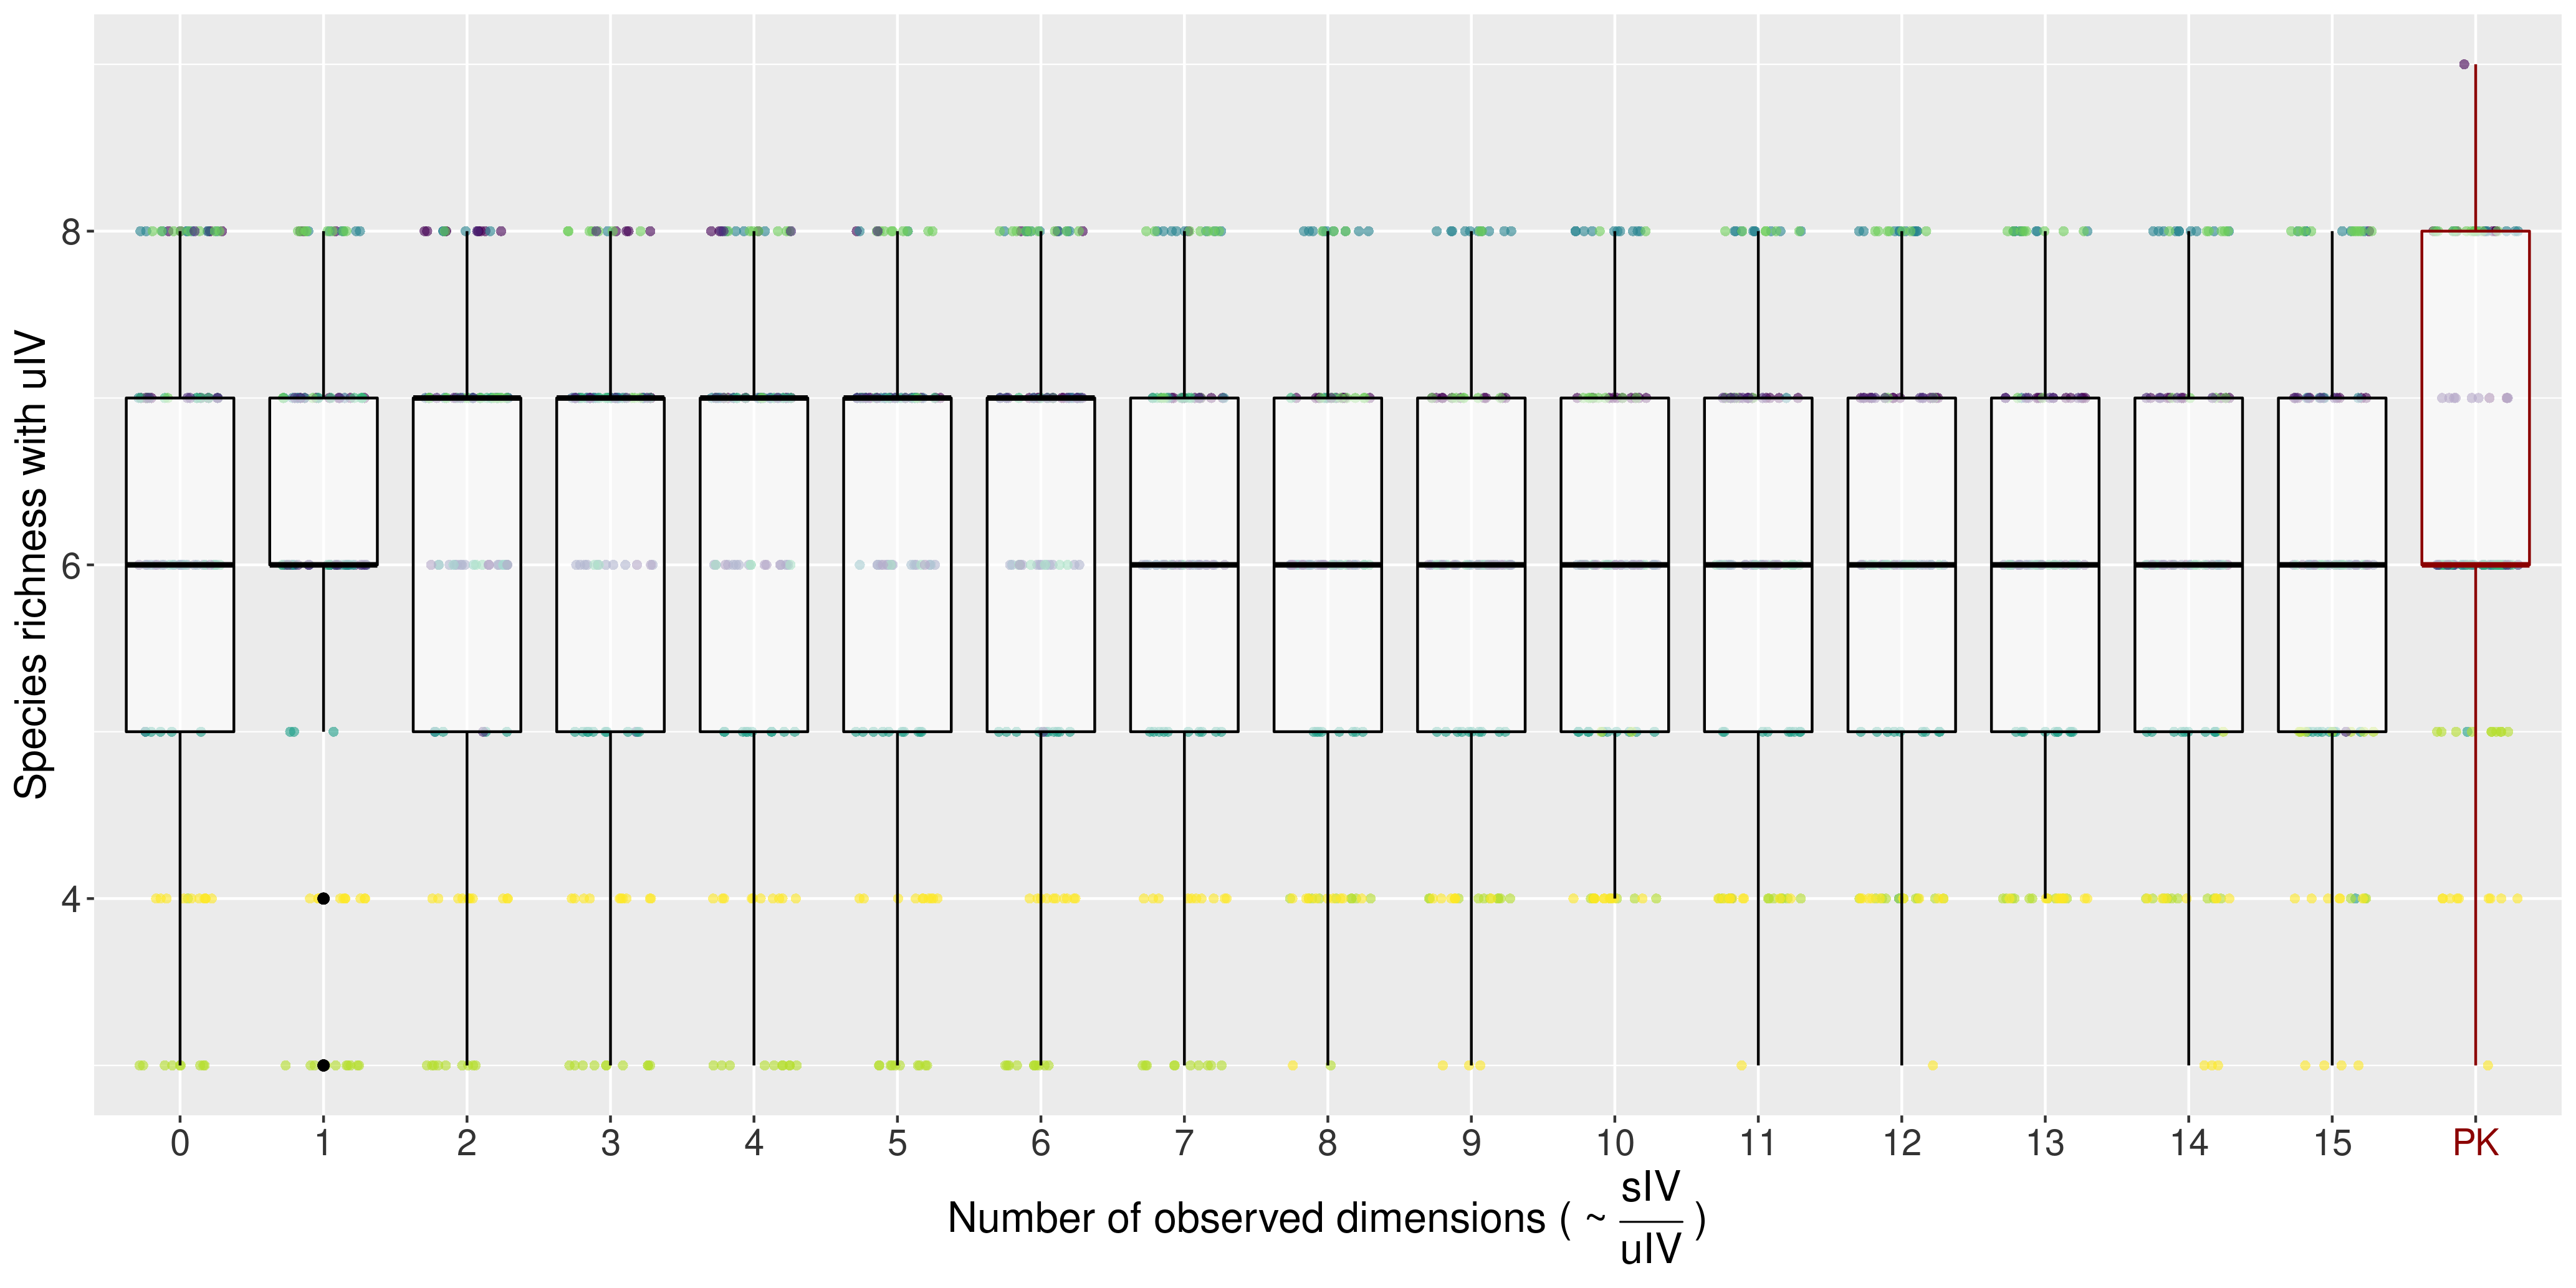 Species richness with uIV
8
6
4
0 1 2 3 4 5 6 7 8 9 10 11 12 13 14 15 PK
Number of observed dimensions ( ~ sIV / uIV )